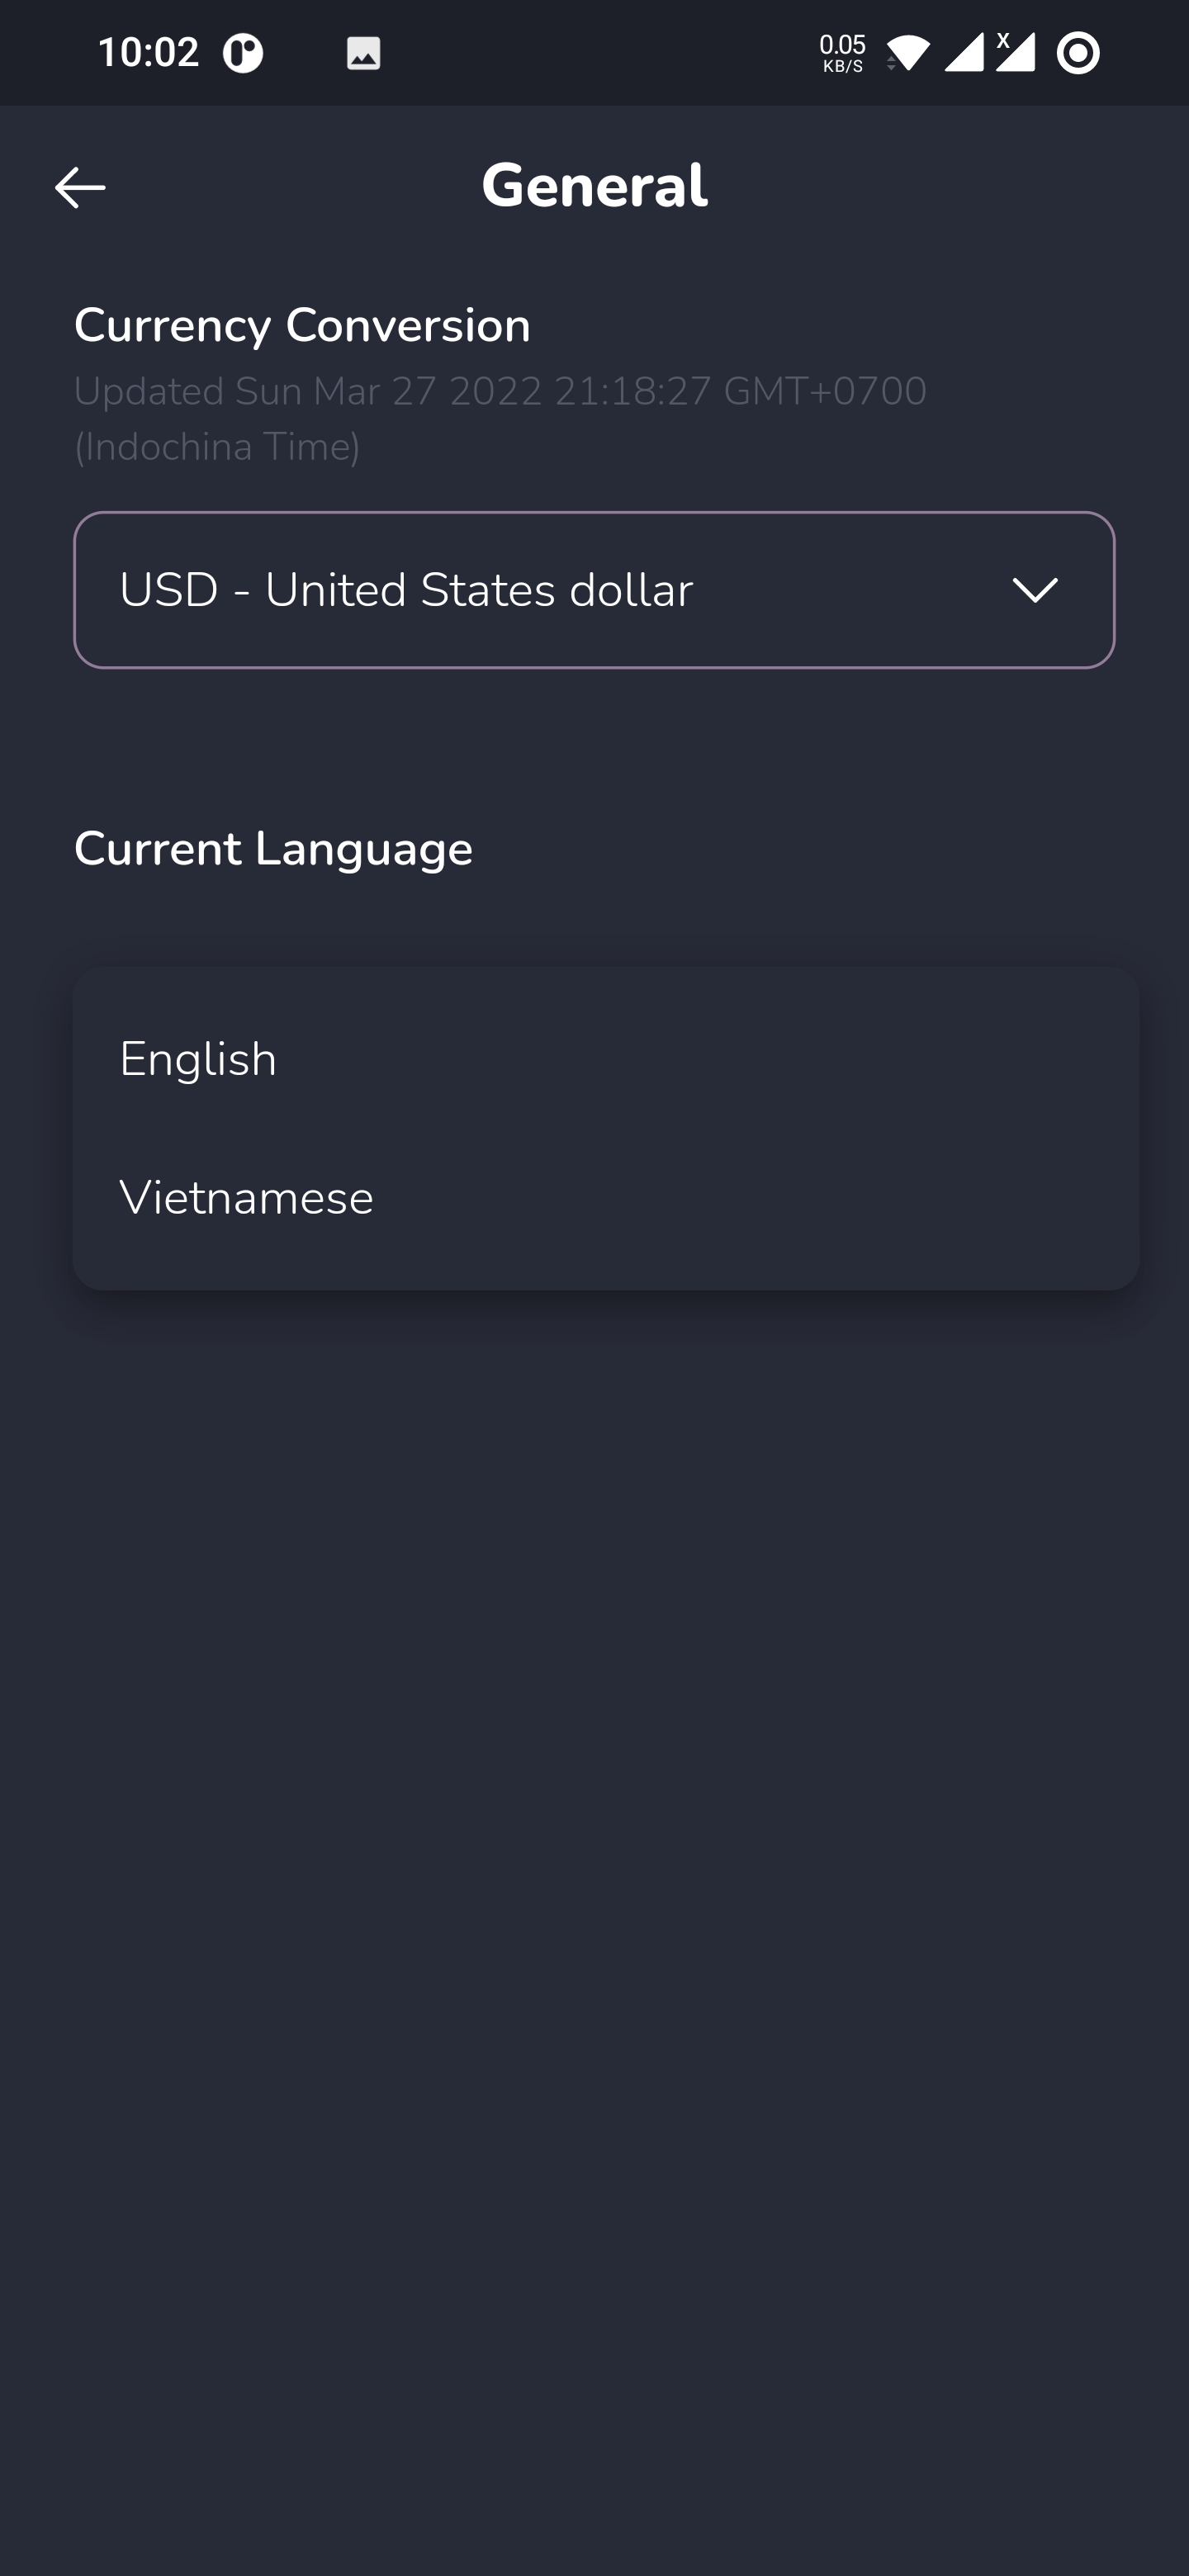 10:02
0.05
KB/S
X
General
Currency Conversion
Updated Sun Mar 27 2022 21:18:27 GMT+0700
(Indochina Time)
USD - United States dollar
Current Language
English
Vietnamese